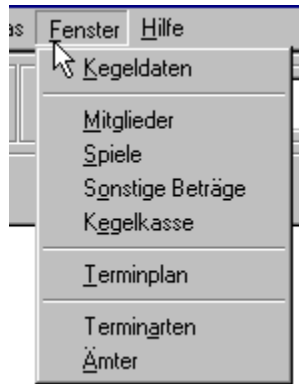 as Fenster Hilfe
Kegeldaten
Mitglieder
Spiele
Sonstige Beträge
Kegelkasse
Terminplan
Terminarten
Ämter